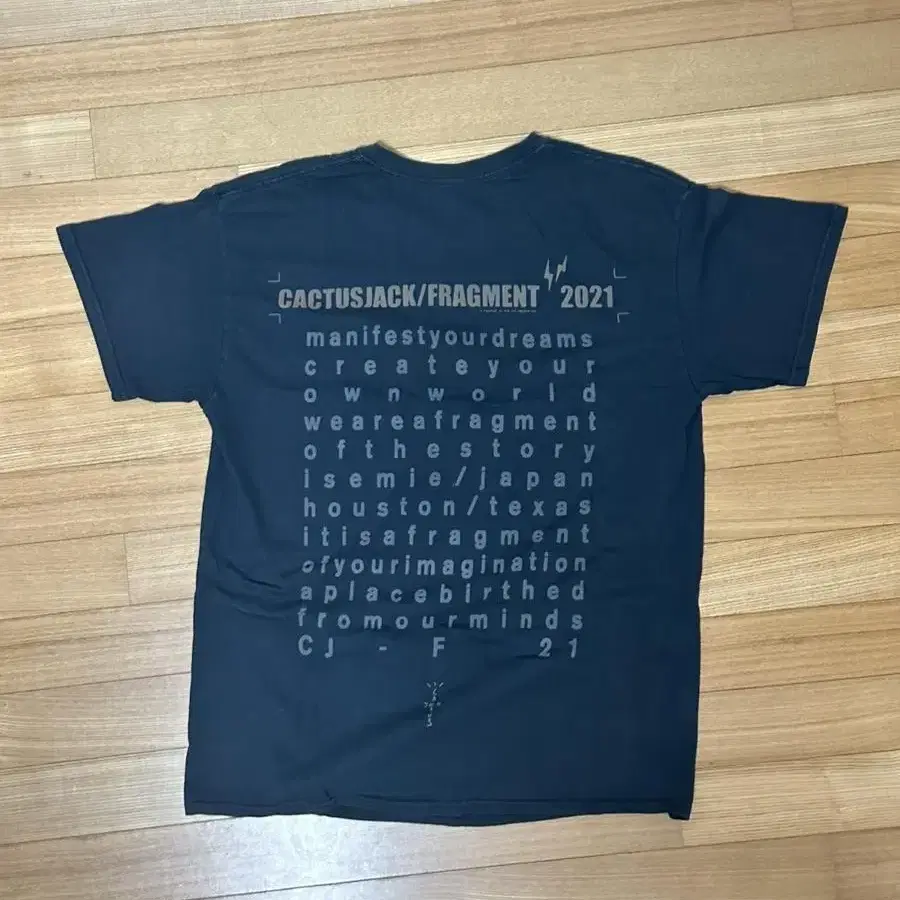 CACTUSJACK/FRAGMENT 2021
manifestyourdreams
createyour
ownworld
weareafragment
ofthestory
isemie/japan
houston/texas
itisafragment
ofyourimagination
aplacebirthed
fromourminds
CJ - F 21